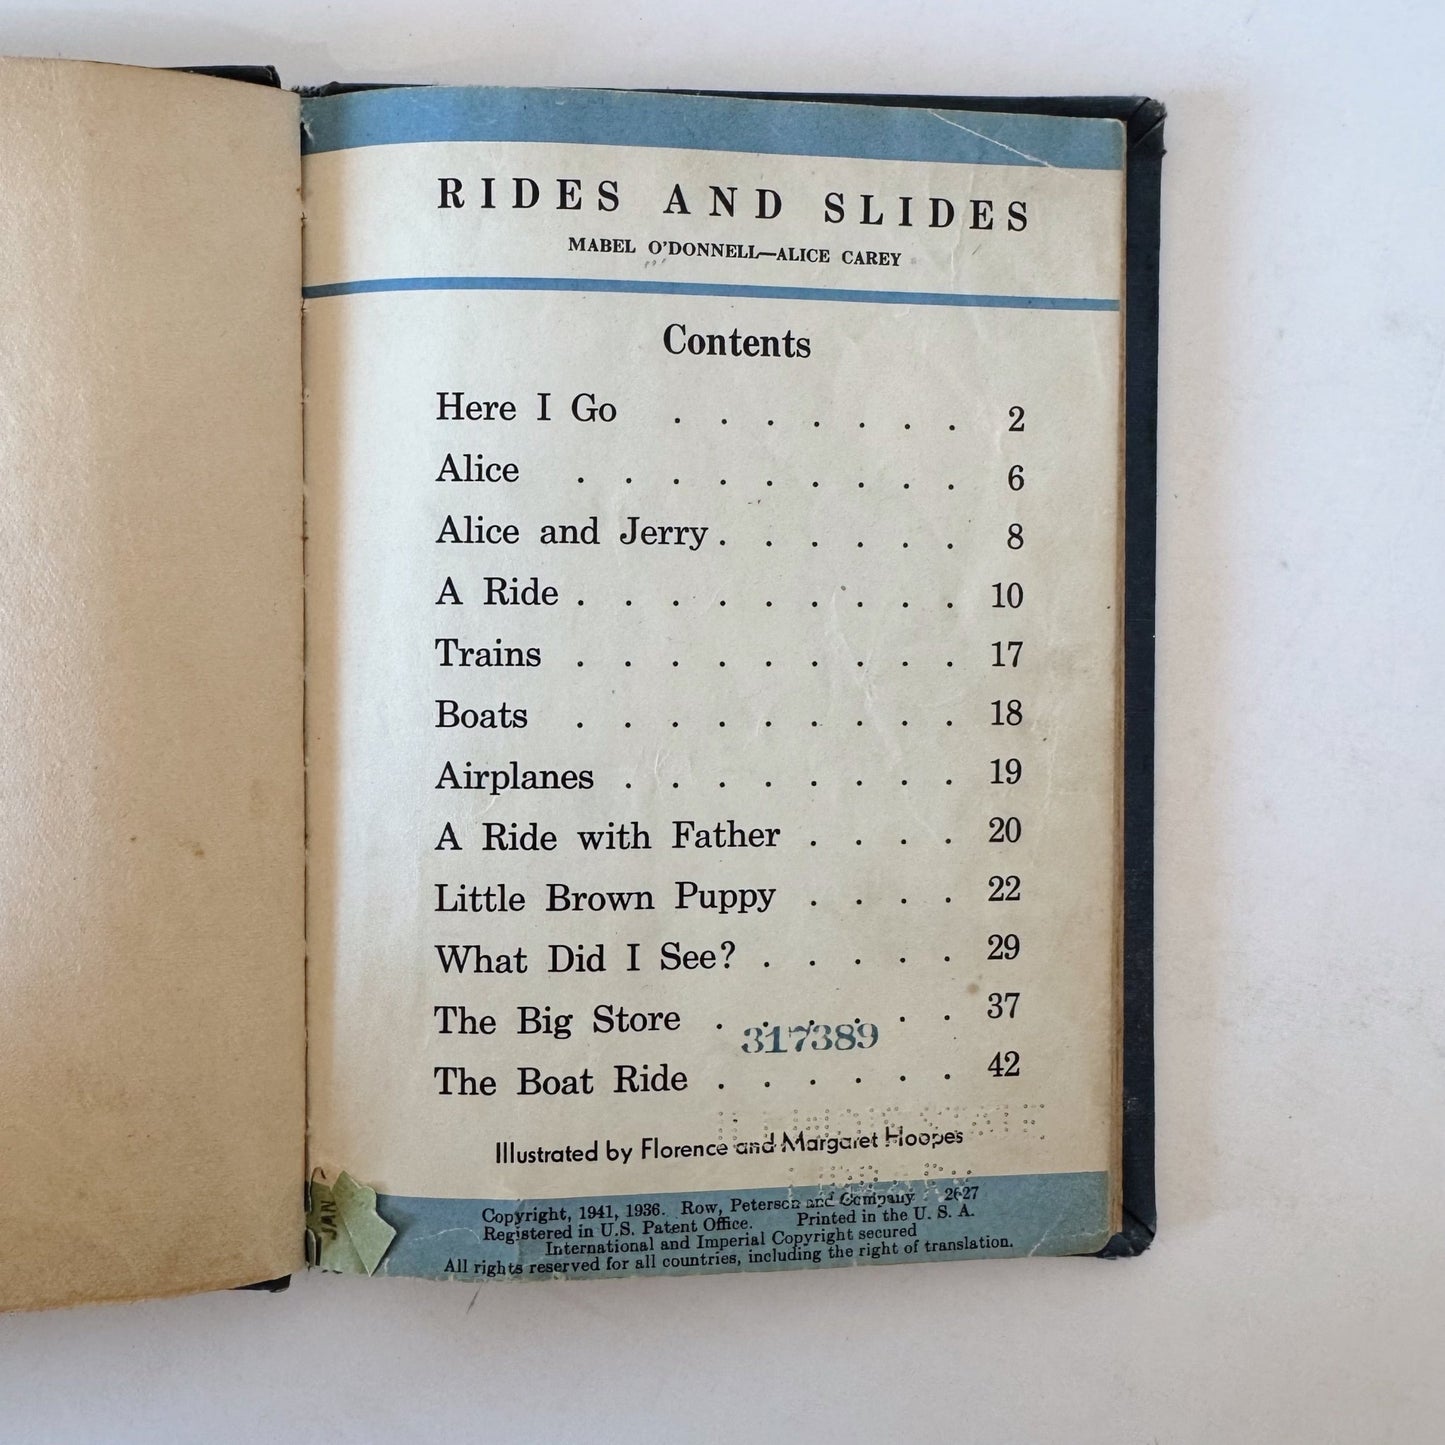 RIDES AND SLIDES
MABEL O'DONNELL—ALICE CAREY
Contents
Here I Go . . . . . . . 2
Alice . . . . . . . . . 6
Alice and Jerry . . . . . . 8
A Ride . . . . . . . . . 10
Trains . . . . . . . . . 17
Boats . . . . . . . . . 18
Airplanes . . . . . . . . 19
A Ride with Father . . . . 20
Little Brown Puppy . . . . 22
What Did I See? . . . . . 29
The Big Store . . . . . . 37
317389
The Boat Ride . . . . . . 42
Illustrated by Florence and Margaret Hoopes
Copyright, 1941, 1936. Row, Peterson and Company 2627
Registered in U.S. Patent Office. Printed in the U. S. A.
International and Imperial Copyright secured
All rights reserved for all countries, including the right of translation.
JAN